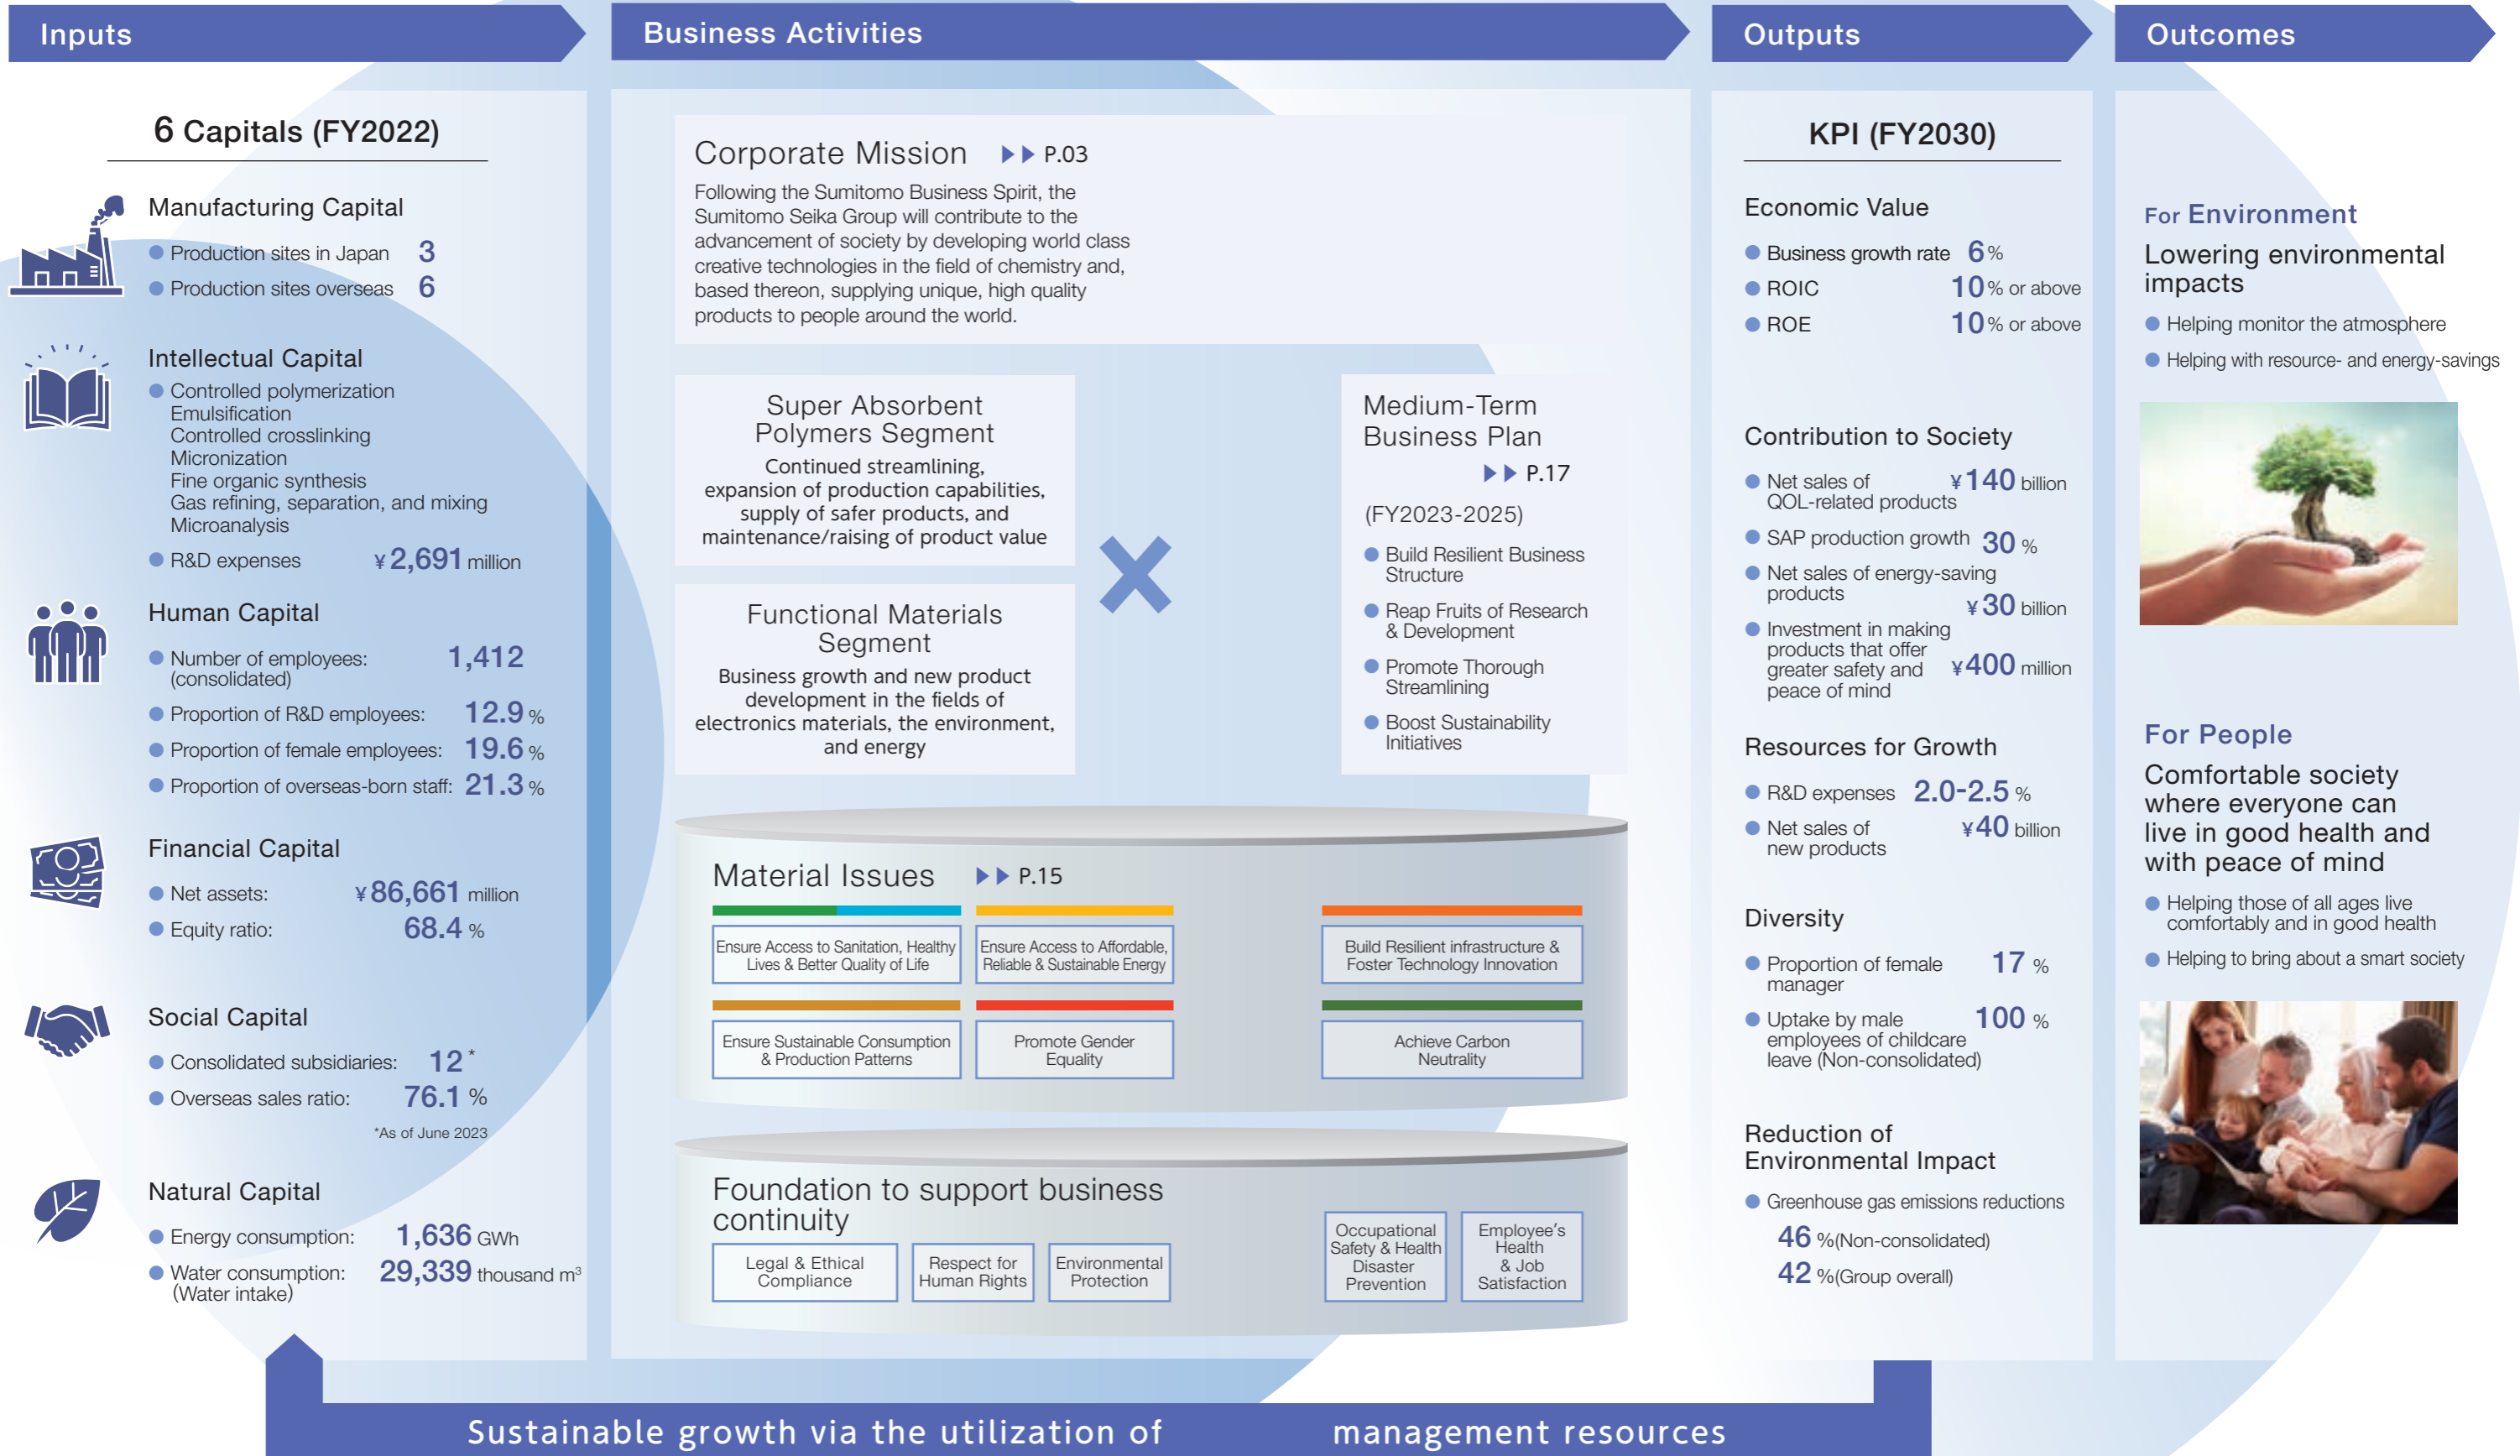 Inputs
Business Activities
Outputs
Outcomes
6 Capitals (FY2022)
Manufacturing Capital
Production sites in Japan 3
Production sites overseas 6
Intellectual Capital
Controlled polymerization
Emulsification
Controlled crosslinking
Micronization
Fine organic synthesis
Gas refining, separation, and mixing
Microanalysis
R&D expenses ¥2,691 million
Human Capital
Number of employees: 1,412
(consolidated)
Proportion of R&D employees: 12.9 %
Proportion of female employees: 19.6 %
Proportion of overseas-born staff: 21.3 %
Financial Capital
Net assets: ¥86,661 million
Equity ratio: 68.4 %
Social Capital
Consolidated subsidiaries: 12*
Overseas sales ratio: 76.1 %
*As of June 2023
Natural Capital
Energy consumption: 1,636 GWh
Water consumption: 29,339 thousand m³
(Water intake)
Corporate Mission P.03
Following the Sumitomo Business Spirit, the
Sumitomo Seika Group will contribute to the
advancement of society by developing world class
creative technologies in the field of chemistry and,
based thereon, supplying unique, high quality
products to people around the world.
Super Absorbent
Polymers Segment
Continued streamlining,
expansion of production capabilities,
supply of safer products, and
maintenance/raising of product value
Functional Materials
Segment
Business growth and new product
development in the fields of
electronics materials, the environment,
and energy
Medium-Term
Business Plan
P.17
(FY2023-2025)
Build Resilient Business
Structure
Reap Fruits of Research
& Development
Promote Thorough
Streamlining
Boost Sustainability
Initiatives
Material Issues P.15
Ensure Access to Sanitation, Healthy
Lives & Better Quality of Life
Ensure Access to Affordable,
Reliable & Sustainable Energy
Build Resilient infrastructure &
Foster Technology Innovation
Ensure Sustainable Consumption
& Production Patterns
Promote Gender
Equality
Achieve Carbon
Neutrality
Foundation to support business
continuity
Legal & Ethical
Compliance
Respect for
Human Rights
Environmental
Protection
Occupational
Safety & Health
Disaster
Prevention
Employee's
Health
& Job
Satisfaction
KPI (FY2030)
Economic Value
Business growth rate 6%
ROIC 10% or above
ROE 10% or above
Contribution to Society
Net sales of ¥140 billion
QOL-related products
SAP production growth 30 %
Net sales of energy-saving
products
¥30 billion
Investment in making
products that offer
greater safety and ¥400 million
peace of mind
Resources for Growth
R&D expenses 2.0-2.5 %
Net sales of ¥40 billion
new products
Diversity
Proportion of female 17 %
manager
Uptake by male 100 %
employees of childcare
leave (Non-consolidated)
Reduction of
Environmental Impact
Greenhouse gas emissions reductions
46 %(Non-consolidated)
42 %(Group overall)
For Environment
Lowering environmental
impacts
Helping monitor the atmosphere
Helping with resource- and energy-savings
For People
Comfortable society
where everyone can
live in good health and
with peace of mind
Helping those of all ages live
comfortably and in good health
Helping to bring about a smart society
Sustainable growth via the utilization of management resources